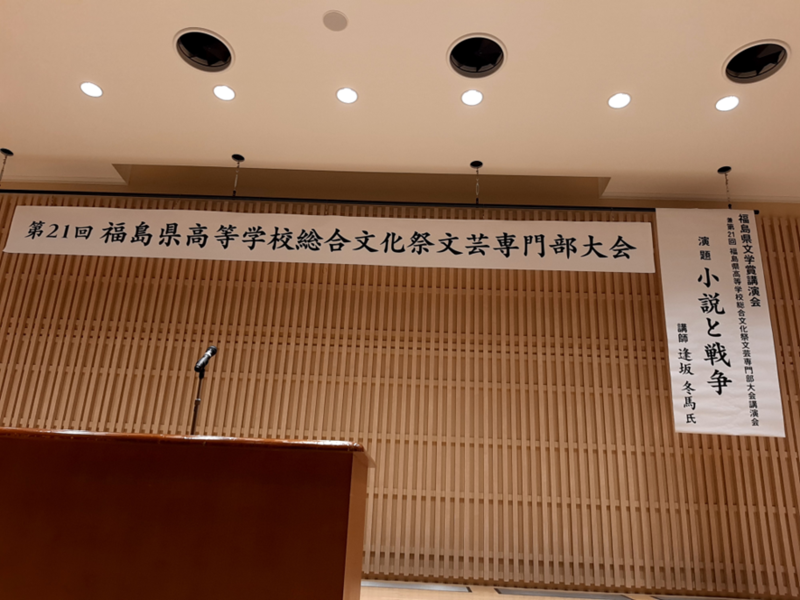 第21回 福島県高等学校総合文化祭文芸専門部大会
福島県文学賞講演会
兼第21回 福島県高等学校総合文化祭文芸専門部大会講演会
演題 小説と戦争
講師 逢坂 冬馬 氏